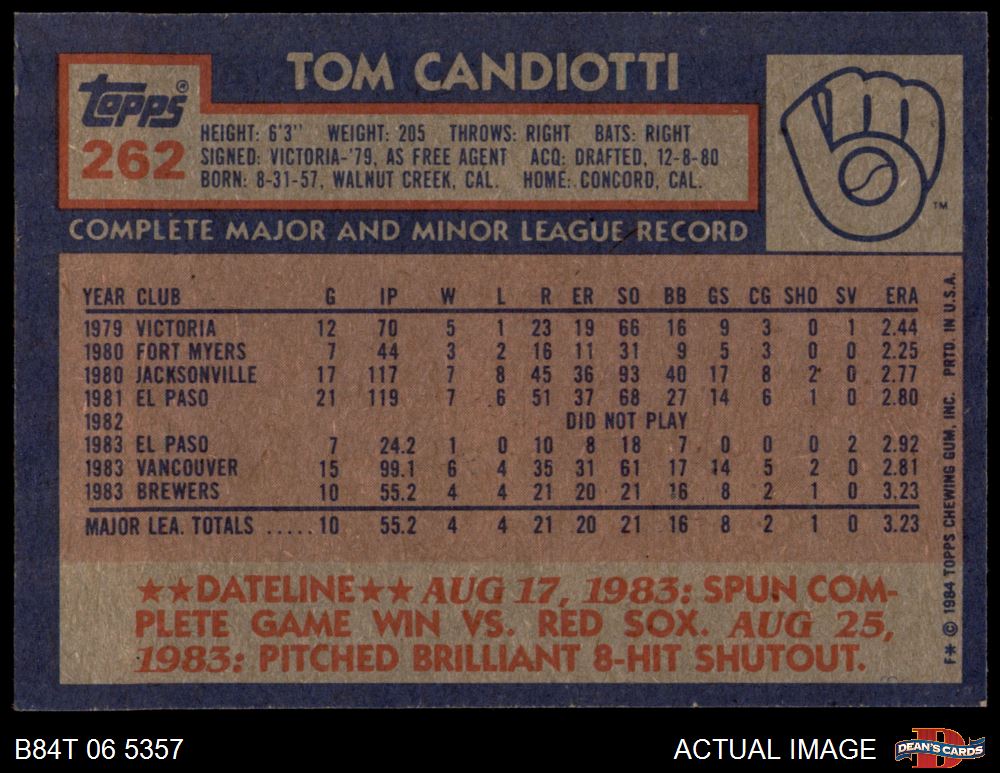 TOM CANDIOTTI
Topps®
262
HEIGHT: 6'3" WEIGHT: 205 THROWS: RIGHT BATS: RIGHT
SIGNED: VICTORIA-'79, AS FREE AGENT ACQ: DRAFTED, 12-8-80
BORN: 8-31-57, WALNUT CREEK, CAL. HOME: CONCORD, CAL.
TM
COMPLETE MAJOR AND MINOR LEAGUE RECORD
YEAR CLUB G IP W L R ER SO BB GS CG SHO SV ERA
1979 VICTORIA 12 70 5 1 23 19 66 16 9 3 0 1 2.44
1980 FORT MYERS 7 44 3 2 16 11 31 9 5 3 0 0 2.25
1980 JACKSONVILLE 17 117 7 8 45 36 93 40 17 8 2 0 2.77
1981 EL PASO 21 119 7 6 51 37 68 27 14 6 1 0 2.80
1982 DID NOT PLAY
1983 EL PASO 7 24.2 1 0 10 8 18 7 0 0 0 2 2.92
1983 VANCOUVER 15 99.1 6 4 35 31 61 17 14 5 2 0 2.81
1983 BREWERS 10 55.2 4 4 21 20 21 16 8 2 1 0 3.23
MAJOR LEA. TOTALS ..... 10 55.2 4 4 21 20 21 16 8 2 1 0 3.23
★★DATELINE★★ AUG 17, 1983: SPUN COM-
PLETE GAME WIN VS. RED SOX. AUG 25,
1983: PITCHED BRILLIANT 8-HIT SHUTOUT.
F* © 1984 TOPPS CHEWING GUM, INC. PRTD. IN U.S.A.
B84T 06 5357
ACTUAL IMAGE
DEAN'S CARDS